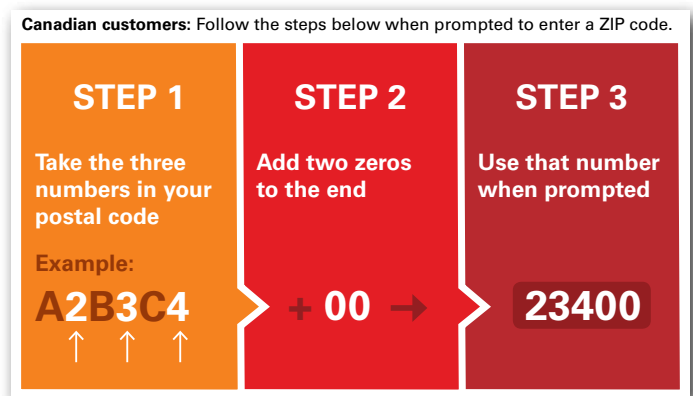 Canadian customers: Follow the steps below when prompted to enter a ZIP code.
STEP 1
Take the three
numbers in your
postal code
Example:
A2B3C4
STEP 2
Add two zeros
to the end
+ 00 →
STEP 3
Use that number
when prompted
23400